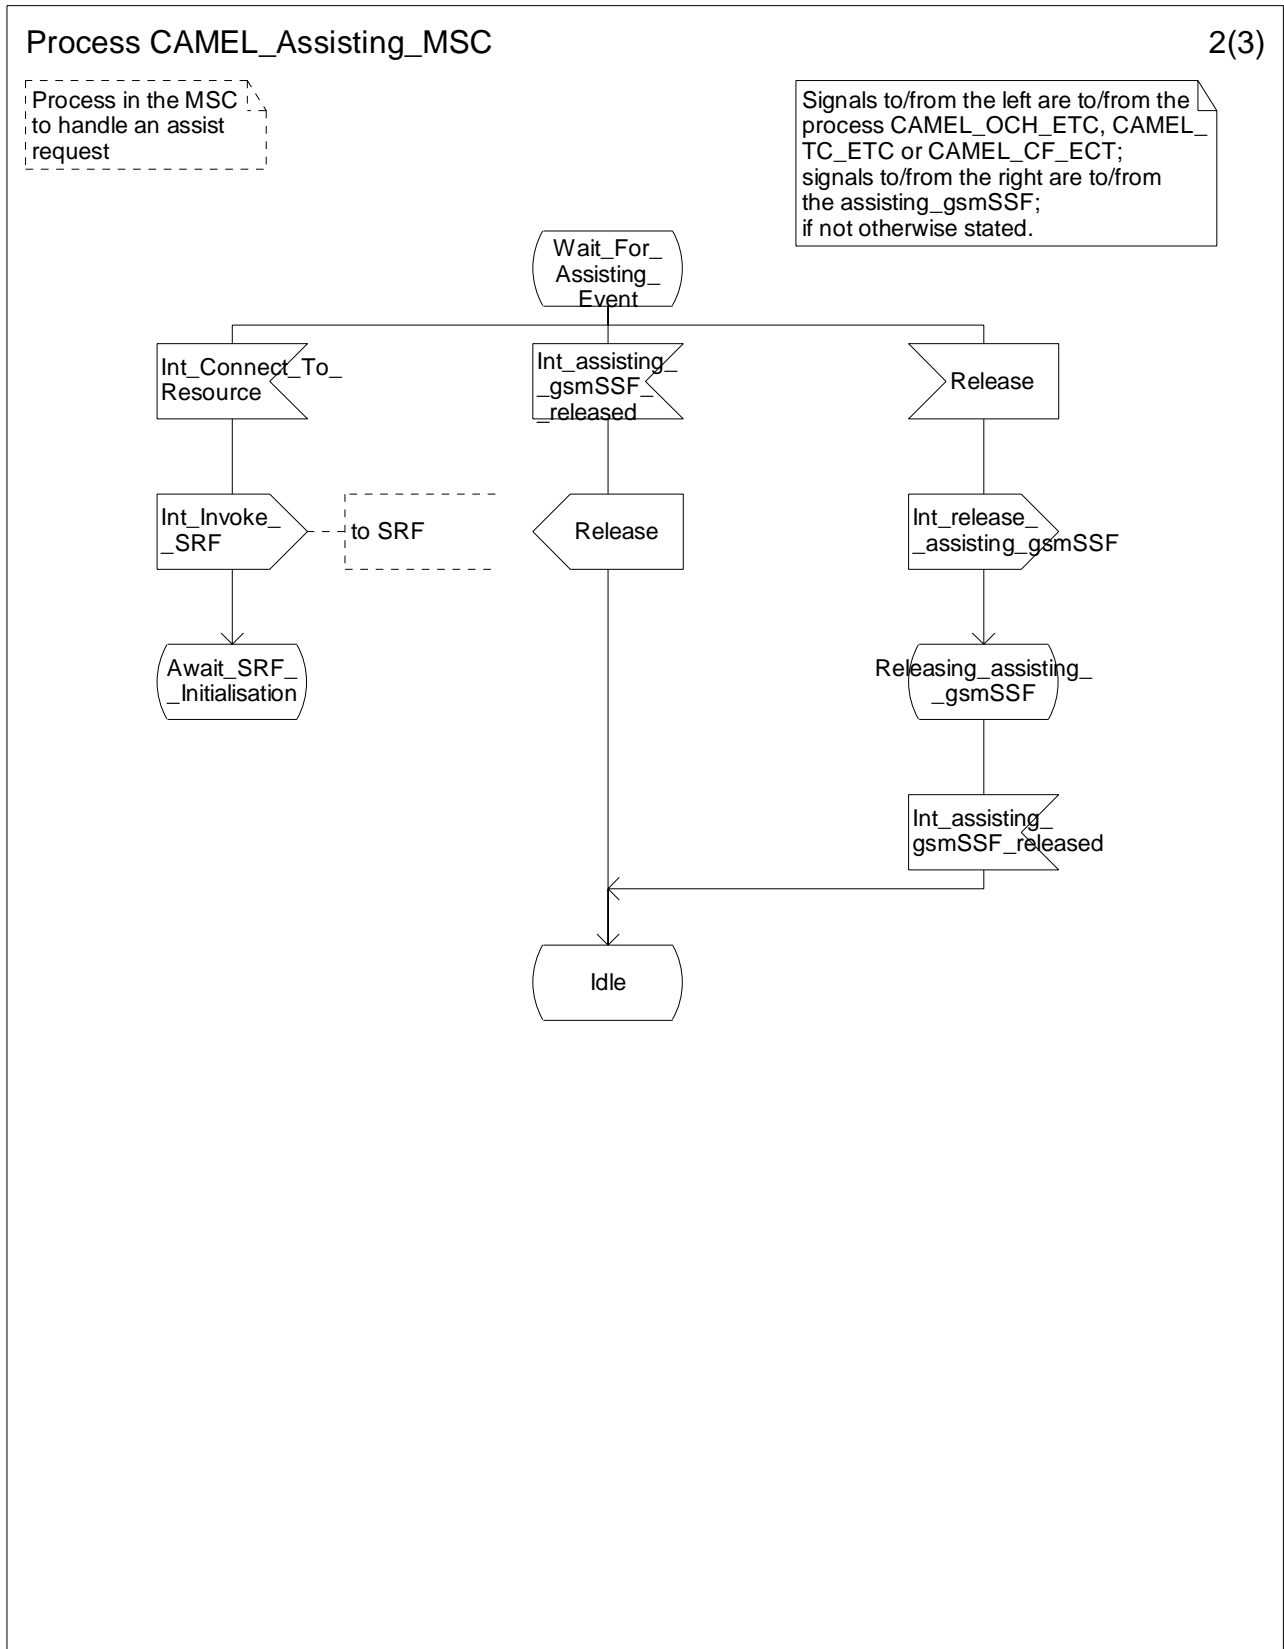 Process CAMEL_Assisting_MSC
2(3)
Process in the MSC
to handle an assist
request
Signals to/from the left are to/from the
process CAMEL_OCH_ETC, CAMEL_
TC_ETC or CAMEL_CF_ECT;
signals to/from the right are to/from
the assisting_gsmSSF;
if not otherwise stated.
Wait_For_
Assisting_
Event
Int_Connect_To_
Resource
Int_assisting_
_gsmSSF_
_released
Release
Int_Invoke_
_SRF
to SRF
Release
Int_release_
_assisting_gsmSSF
Await_SRF_
_Initialisation
Releasing_assisting_
_gsmSSF
Int_assisting_
gsmSSF_released
Idle